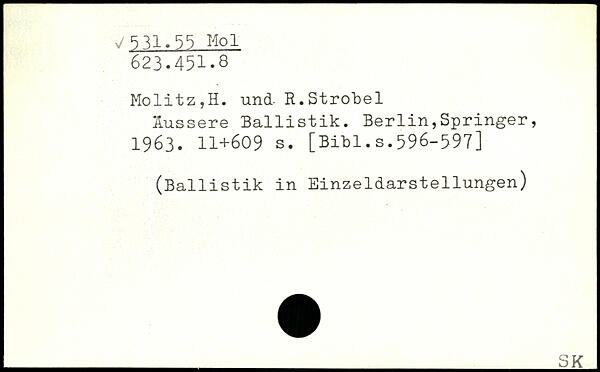 ✓ 531.55 Mol
623.451.8
Molitz,H. und R.Strobel
Äussere Ballistik. Berlin,Springer,
1963. 11+609 s. [Bibl.s.596-597]
(Ballistik in Einzeldarstellungen)
SK